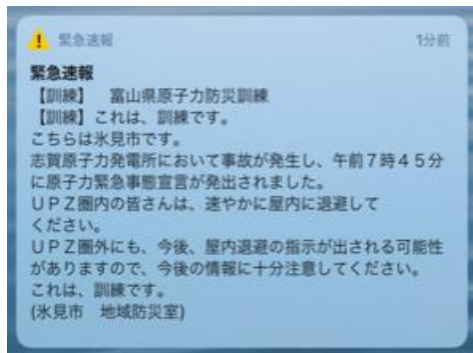 緊急速報
1分前
緊急速報
【訓練】　富山県原子力防災訓練
【訓練】これは、訓練です。
こちらは氷見市です。
志賀原子力発電所において事故が発生し、午前７時４５分
に原子力緊急事態宣言が発出されました。
ＵＰＺ圏内の皆さんは、速やかに屋内に退避して
ください。
ＵＰＺ圏外にも、今後、屋内退避の指示が出される可能性
がありますので、今後の情報に十分注意してください。
これは、訓練です。
(氷見市　地域防災室)